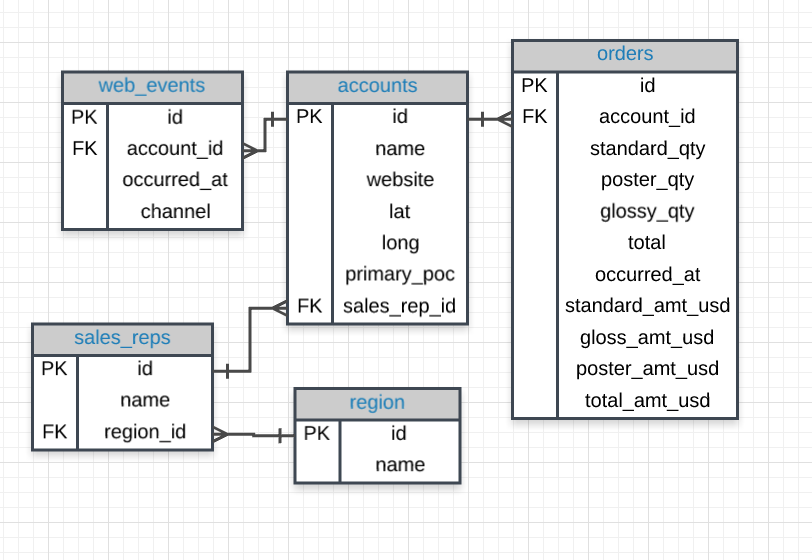 web_events
PK id
FK account_id
occurred_at
channel
accounts
PK id
name
website
lat
long
primary_poc
FK sales_rep_id
orders
PK id
FK account_id
standard_qty
poster_qty
glossy_qty
total
occurred_at
standard_amt_usd
gloss_amt_usd
poster_amt_usd
total_amt_usd
sales_reps
PK id
name
FK region_id
region
PK id
name